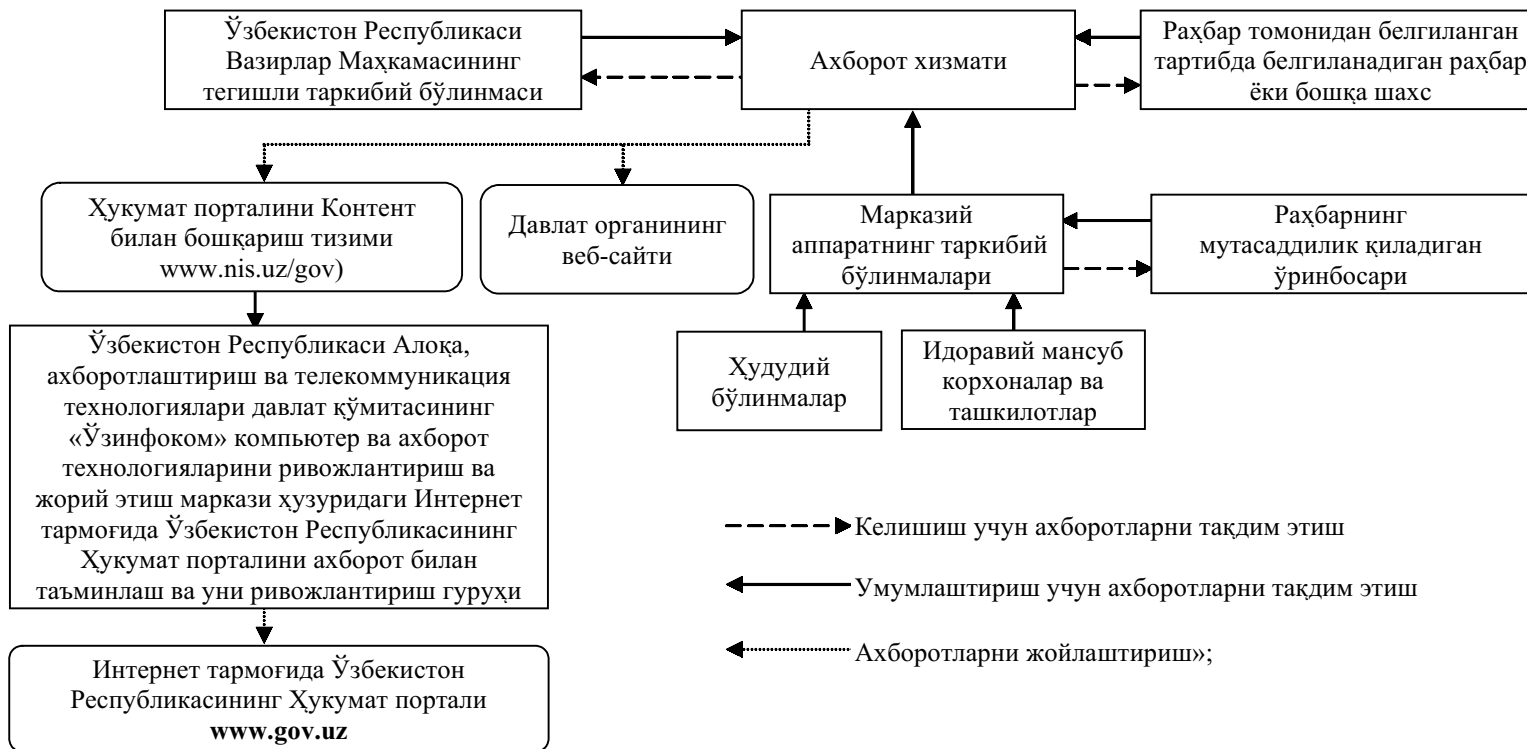 Ўзбекистон Республикаси
Вазирлар Маҳкамасининг
тегишли таркибий бўлинмаси
Ахборот хизмати
Раҳбар томонидан белгиланган
тартибда белгиланадиган раҳбар
ёки бошқа шахс
Ҳукумат порталини Контент
билан бошқариш тизими
www.nis.uz/gov)
Давлат органининг
веб-сайти
Марказий
аппаратнинг таркибий
бўлинмалари
Раҳбарнинг
мутасаддилик қиладиган
ўринбосари
Ўзбекистон Республикаси Алоқа,
ахборотлаштириш ва телекоммуникация
технологиялари давлат қўмитасининг
«Ўзинфоком» компьютер ва ахборот
технологияларини ривожлантириш ва
жорий этиш маркази ҳузуридаги Интернет
тармоғида Ўзбекистон Республикасининг
Ҳукумат порталини ахборот билан
таъминлаш ва уни ривожлантириш гуруҳи
Ҳудудий
бўлинмалар
Идоравий мансуб
корхоналар ва
ташкилотлар
Келишиш учун ахборотларни тақдим этиш
Умумлаштириш учун ахборотларни тақдим этиш
Ахборотларни жойлаштириш»;
Интернет тармоғида Ўзбекистон
Республикасининг Ҳукумат портали
www.gov.uz